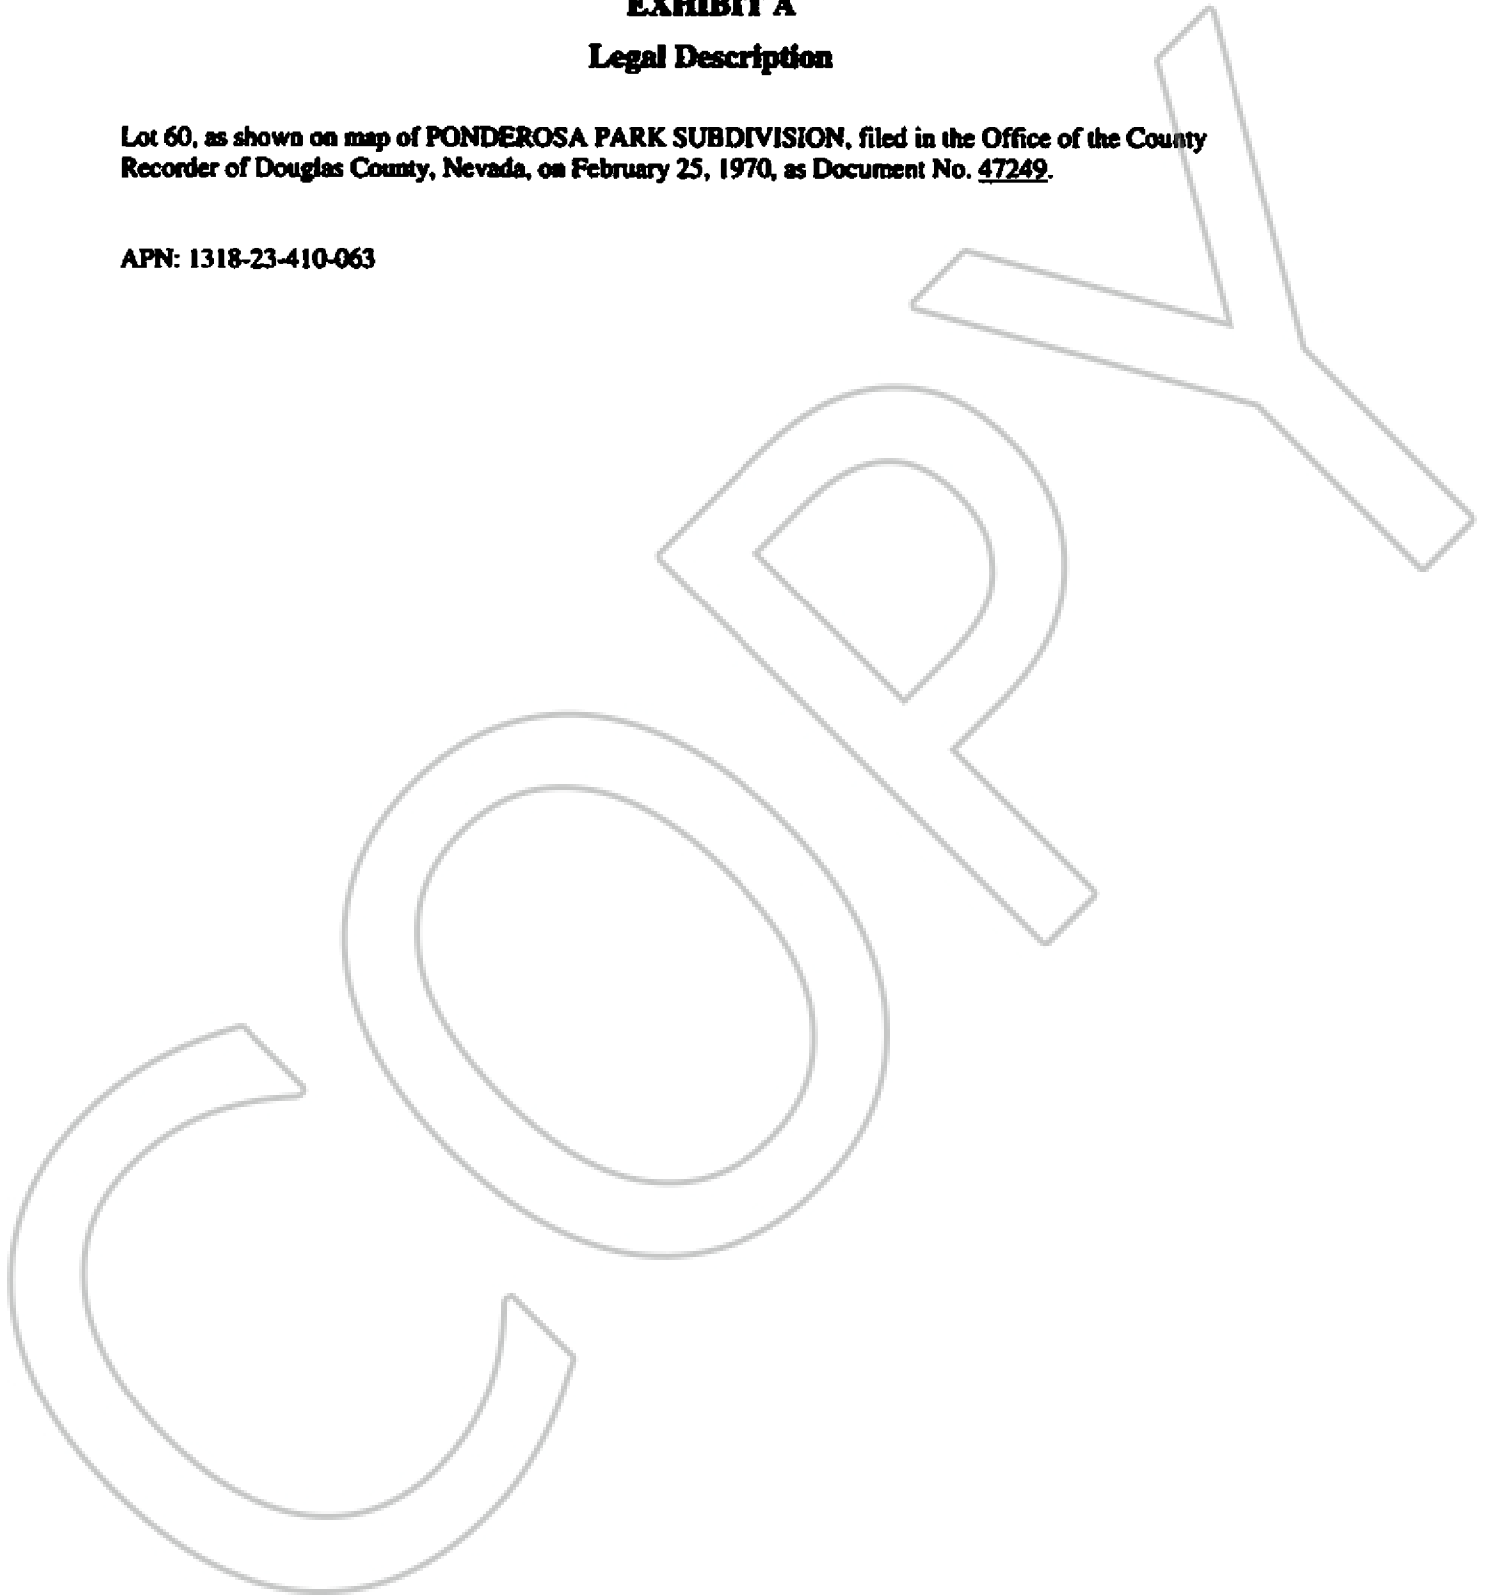 EXHIBIT A
Legal Description
Lot 60, as shown on map of PONDEROSA PARK SUBDIVISION, filed in the Office of the County
Recorder of Douglas County, Nevada, on February 25, 1970, as Document No. 47249.
APN: 1318-23-410-063
COPY